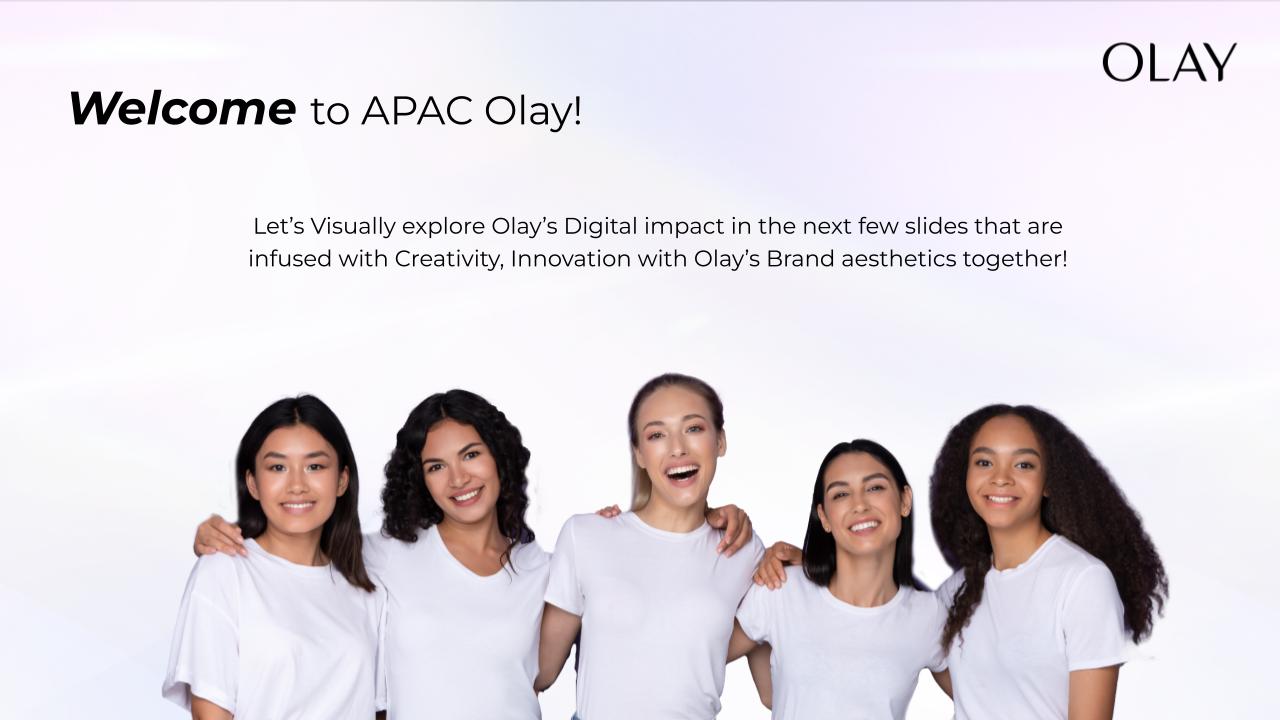 OLAY
Welcome to APAC Olay!
Let’s Visually explore Olay’s Digital impact in the next few slides that are
infused with Creativity, Innovation with Olay’s Brand aesthetics together!